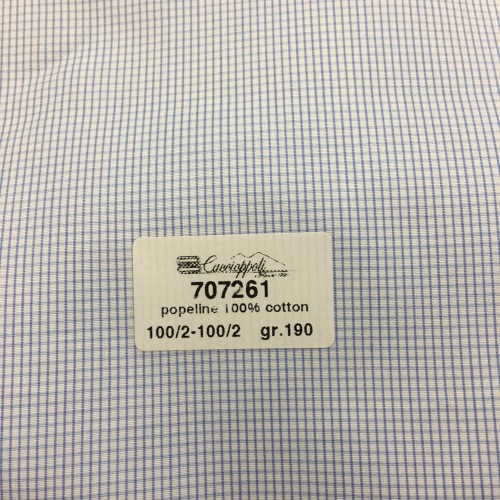 Caccioppoli
707261
popeline 100% cotton
100/2-100/2 gr.190